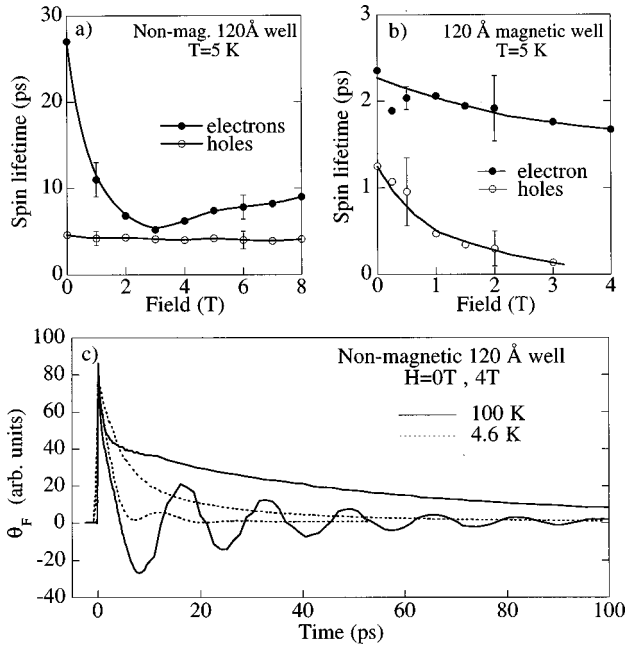 a) Non-mag. 120Å well
T=5 K
30
20
10
0
Spin lifetime (ps)
electrons
holes
0 2 4 6 8
Field (T)
b) 120 Å magnetic well
T=5 K
3
2
1
0
Spin lifetime (ps)
electron
holes
0 1 2 3 4
Field (T)
c) Non-magnetic 120 Å well
H=0T , 4T
100 K
4.6 K
100
80
60
40
20
0
-20
-40
θF (arb. units)
0 20 40 60 80 100
Time (ps)